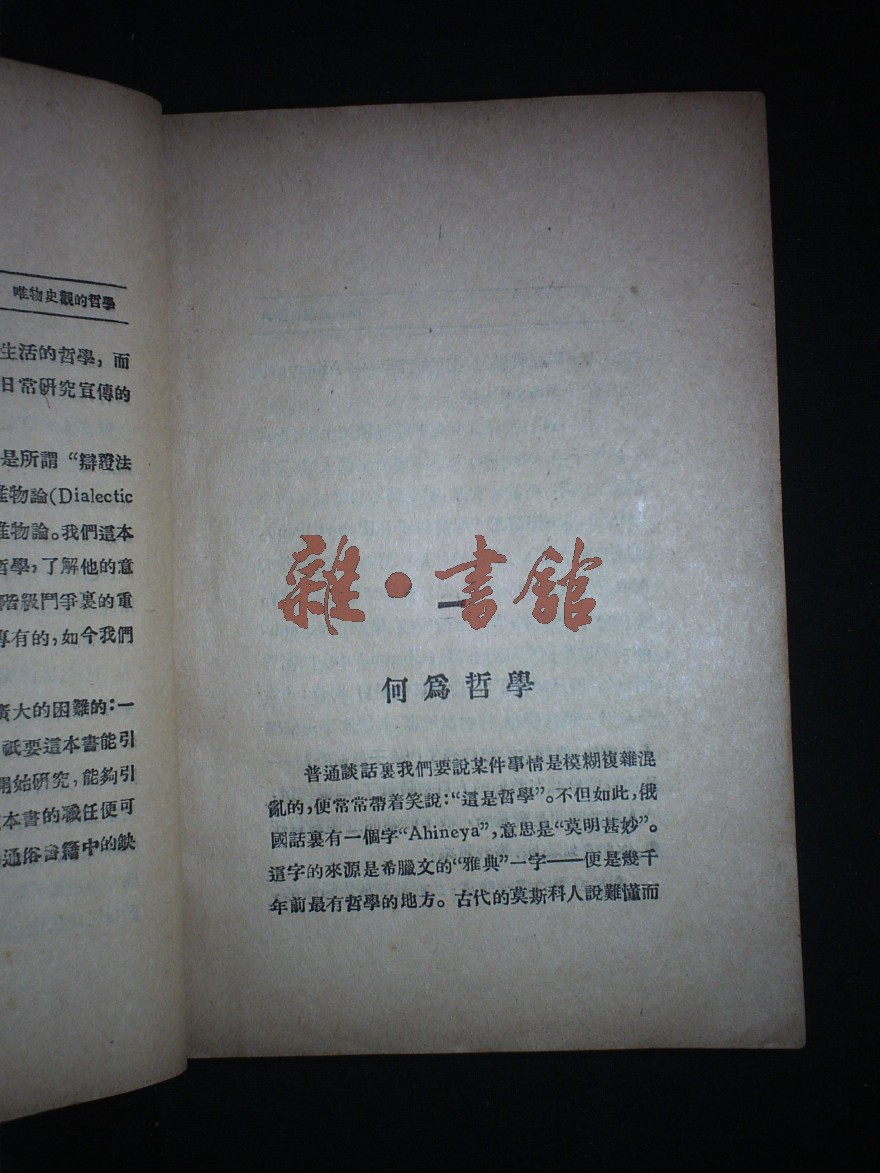 唯物史觀的哲學
生活的哲學，而
日常研究宣傳的
是所謂“辯證法
唯物論(Dialectic
唯物論。我們這本
哲學，了解他的意
階級鬥爭裏的重
專有的，如今我們
廣大的困難的：一
祇要這本書能引
開始研究，能夠引
本書的職任便可
通俗書籍中的缺
雜·書館
一
何爲哲學
普通談話裏我們要說某件事情是模糊複雜混
亂的，便常常帶着笑說：“這是哲學”。不但如此，俄
國話裏有一個字“Ahineya”，意思是“莫明甚妙”。
這字的來源是希臘文的“雅典”一字——便是幾千
年前最有哲學的地方。古代的莫斯科人說難懂而